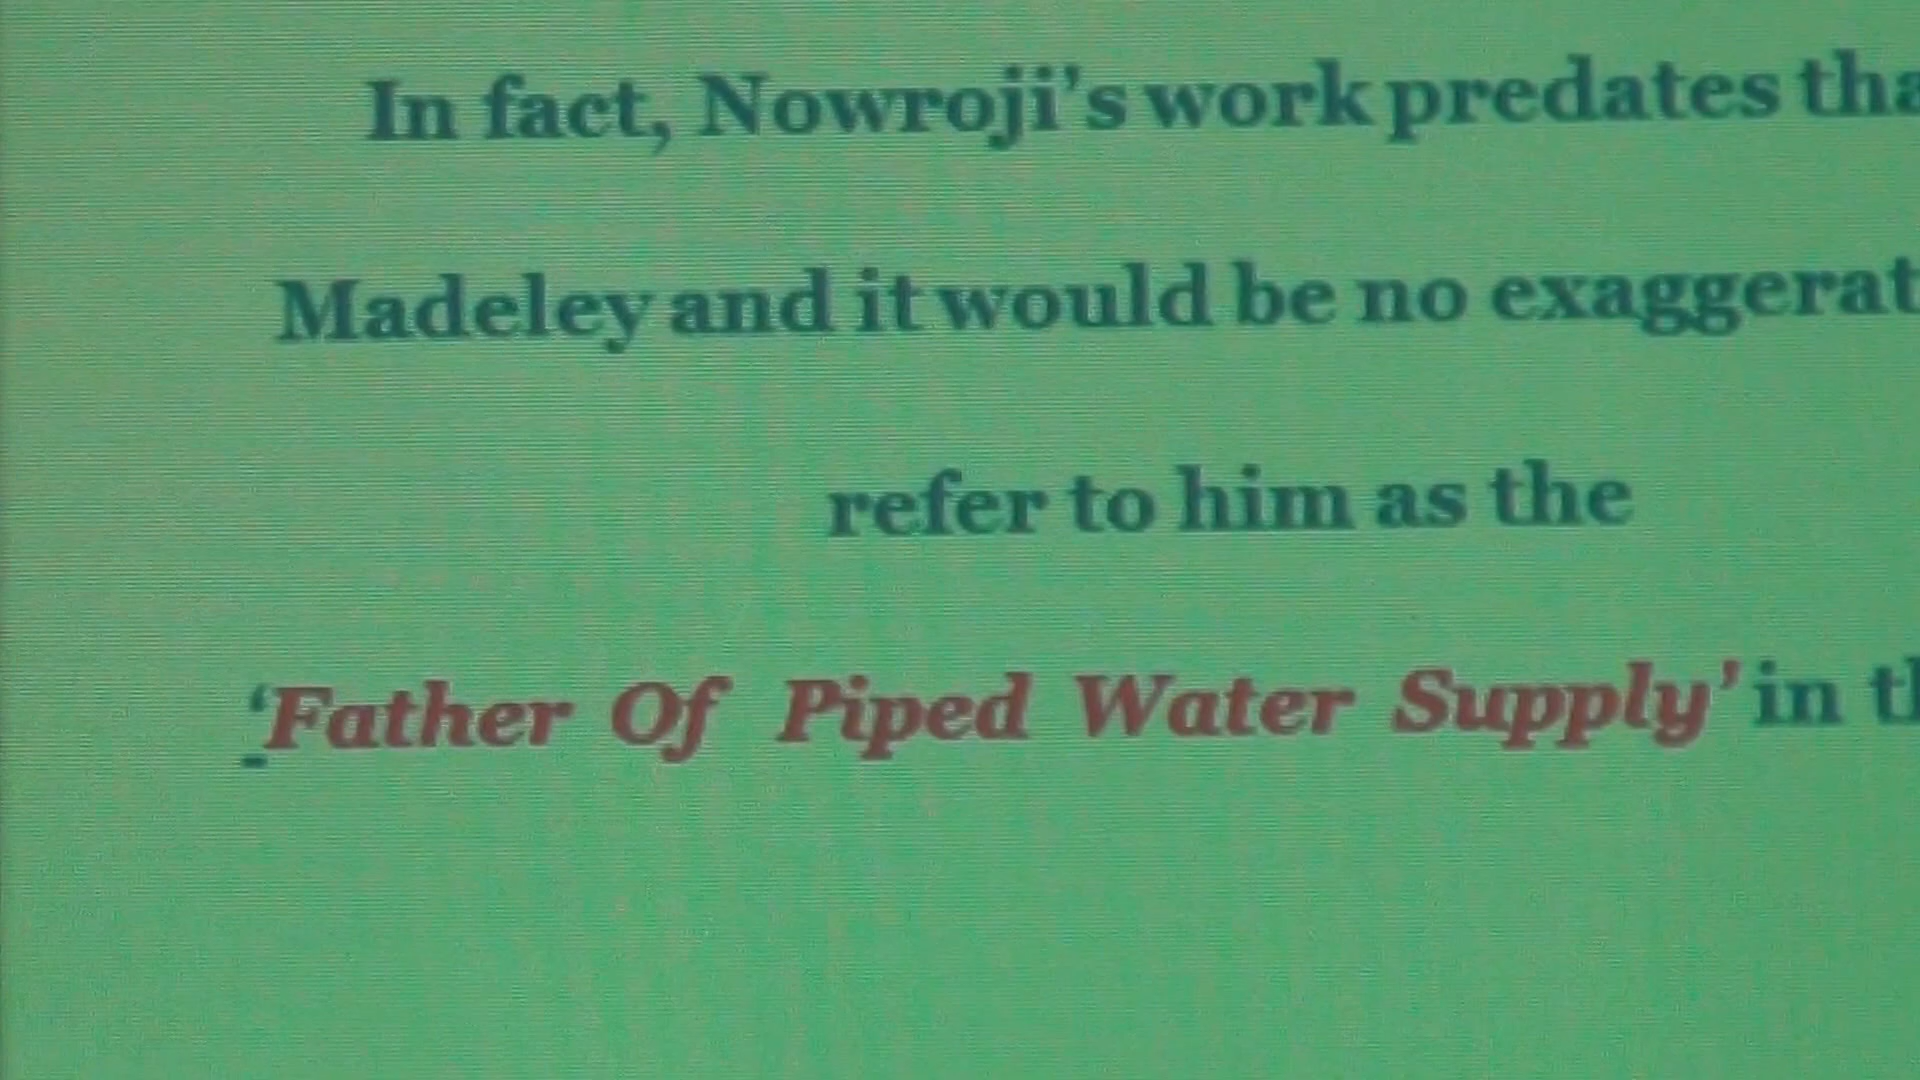 In fact, Nowroji's work predates tha
Madeley and it would be no exaggerat
refer to him as the
'Father Of Piped Water Supply' in th